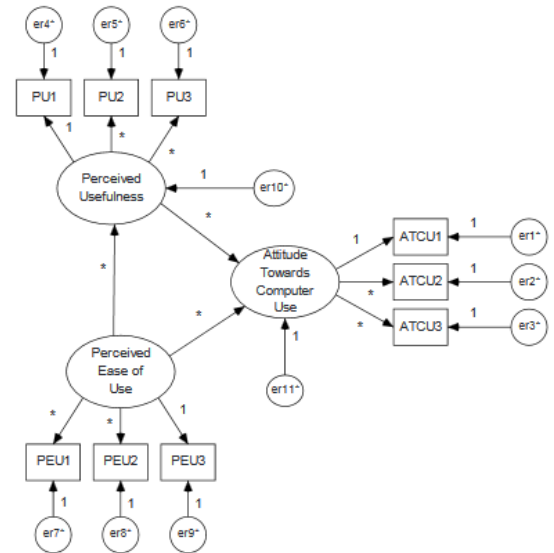 er4* er5* er6*
1 1 1
PU1 PU2 PU3
1 * *
Perceived
Usefulness
1
er10*
*
ATCU1
1
er1*
1
Attitude
Towards
Computer
Use
ATCU2
1
er2*
*
*
*
ATCU3
1
er3*
*
Perceived
Ease of
Use
1
er11*
* * 1
PEU1 PEU2 PEU3
1 1 1
er7* er8* er9*